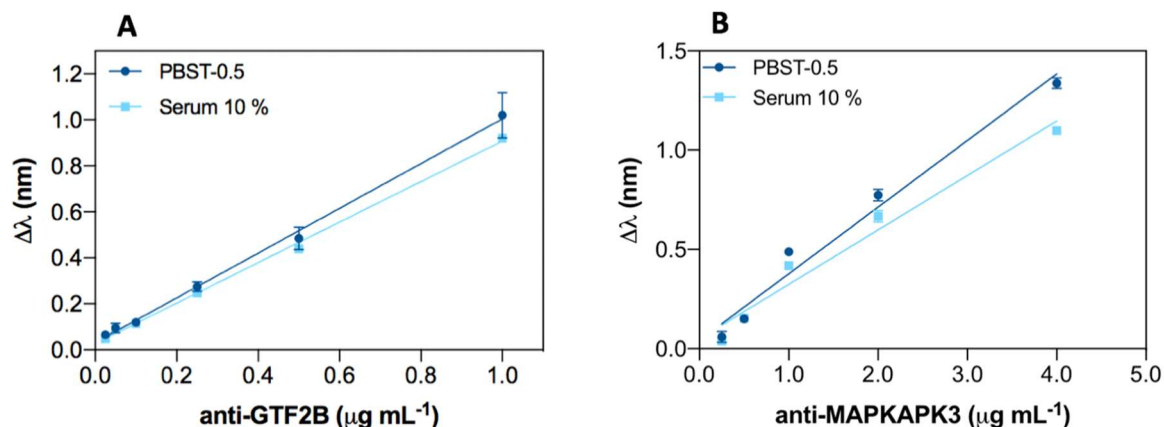 A
PBST-0.5
Serum 10 %
Δλ (nm)
1.2
1.0
0.8
0.6
0.4
0.2
0.0
0.0 0.2 0.4 0.6 0.8 1.0
anti-GTF2B (μg mL⁻¹)
B
PBST-0.5
Serum 10 %
Δλ (nm)
1.5
1.0
0.5
0.0
0.0 1.0 2.0 3.0 4.0 5.0
anti-MAPKAPK3 (μg mL⁻¹)